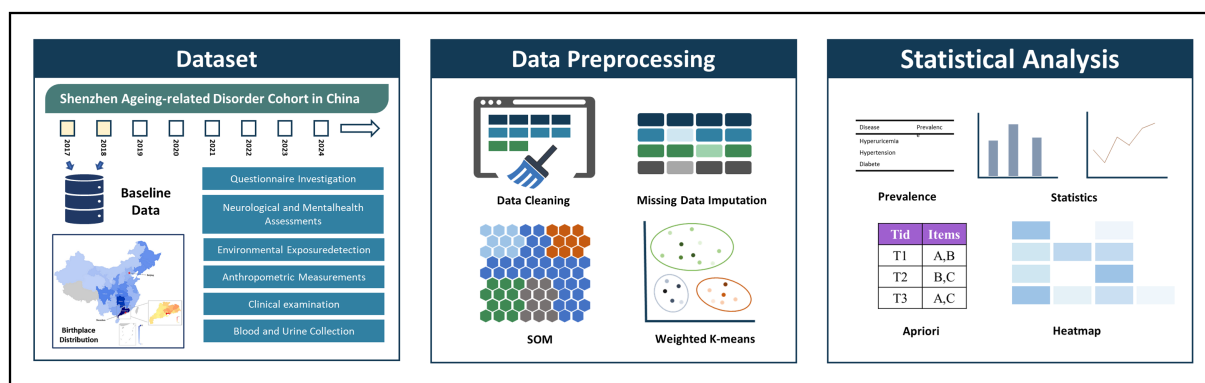 Dataset
Shenzhen Ageing-related Disorder Cohort in China
2017
2018
2019
2020
2021
2022
2023
2024
Baseline
Data
Birthplace
Distribution
Questionnaire Investigation
Neurological and Mentalhealth
Assessments
Environmental Exposuredetection
Anthropometric Measurements
Clinical examination
Blood and Urine Collection
Data Preprocessing
Data Cleaning
Missing Data Imputation
SOM
Weighted K-means
Statistical Analysis
Disease Prevalenc
e
Hyperuricemia
Hypertension
Diabete
Prevalence
Statistics
Tid Items
T1 A,B
T2 B,C
T3 A,C
Apriori
Heatmap